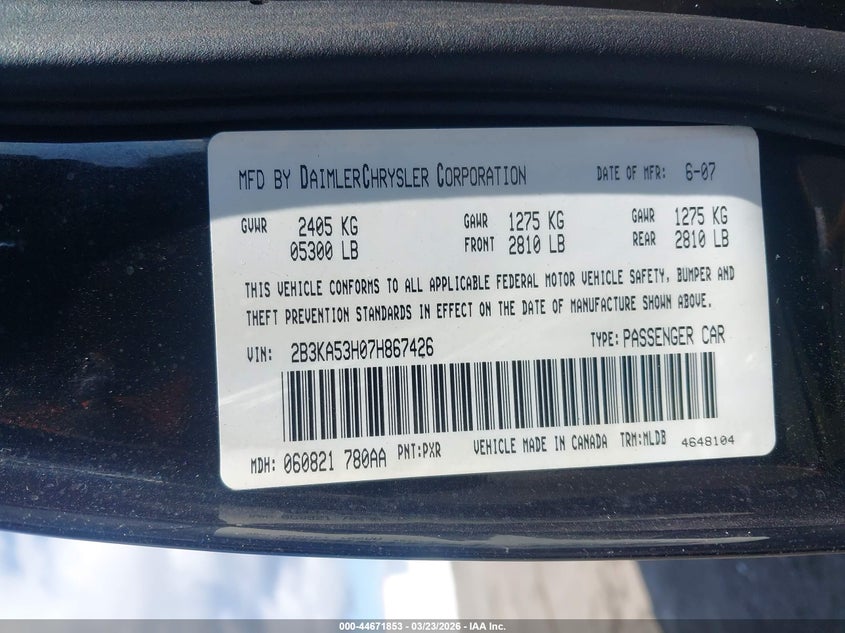 MFD BY DAIMLERCHRYSLER CORPORATION DATE OF MFR: 6-07
GVWR 2405 KG GAWR 1275 KG GAWR 1275 KG
05300 LB FRONT 2810 LB REAR 2810 LB
THIS VEHICLE CONFORMS TO ALL APPLICABLE FEDERAL MOTOR VEHICLE SAFETY, BUMPER AND
THEFT PREVENTION STANDARDS IN EFFECT ON THE DATE OF MANUFACTURE SHOWN ABOVE.
VIN: 2B3KA53H07H867426 TYPE: PASSENGER CAR
MDH: 060821 780AA PNT: PXR VEHICLE MADE IN CANADA TRM: MLDB 4648104
000-44671853 - 03/23/2026 - IAA Inc.